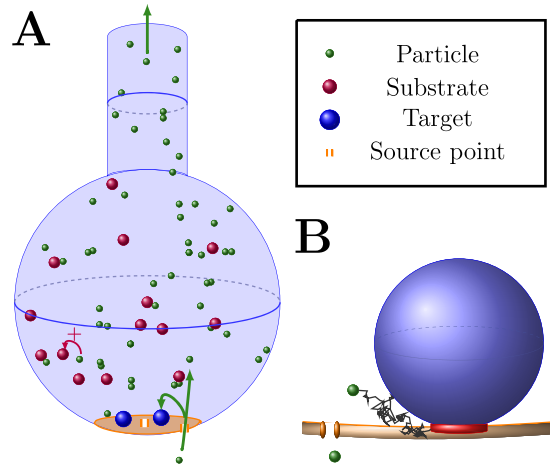 A
Particle
Substrate
Target
Source point
B